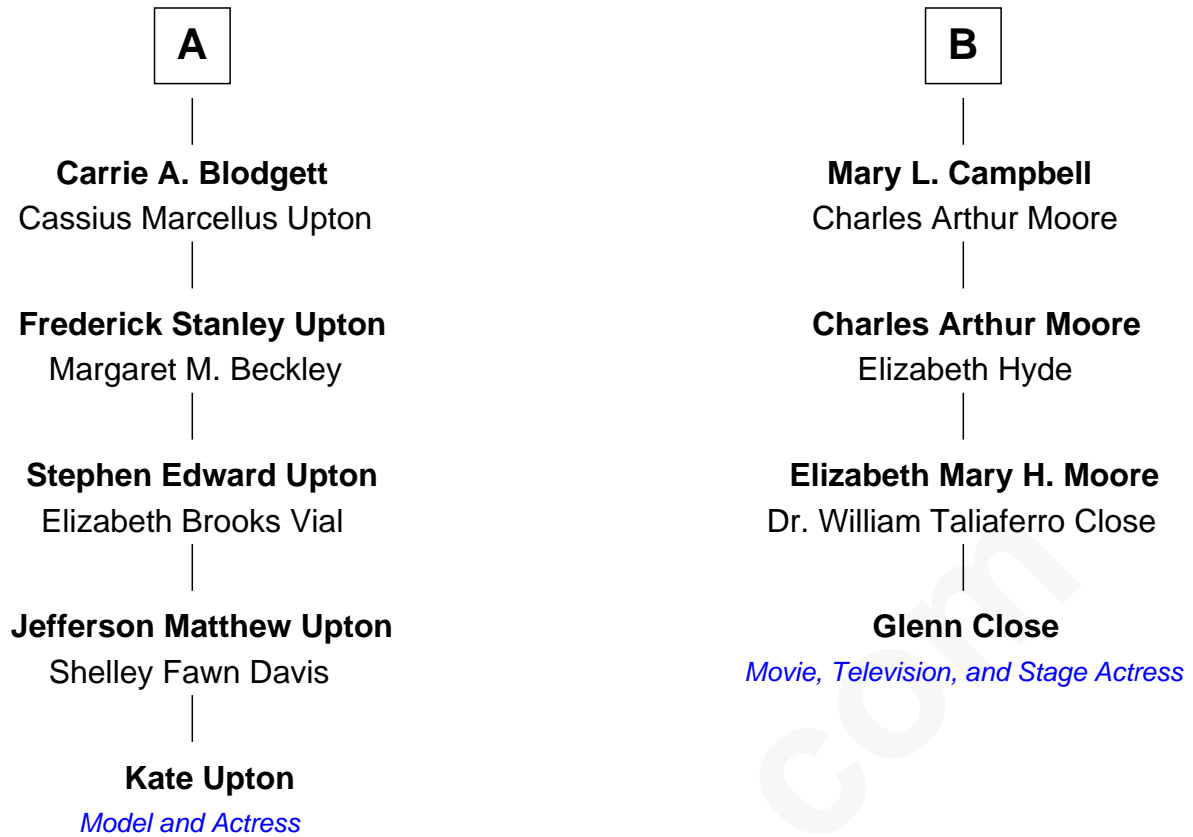 A
Carrie A. Blodgett
Cassius Marcellus Upton
Frederick Stanley Upton
Margaret M. Beckley
Stephen Edward Upton
Elizabeth Brooks Vial
Jefferson Matthew Upton
Shelley Fawn Davis
Kate Upton
Model and Actress
B
Mary L. Campbell
Charles Arthur Moore
Charles Arthur Moore
Elizabeth Hyde
Elizabeth Mary H. Moore
Dr. William Taliaferro Close
Glenn Close
Movie, Television, and Stage Actress
com